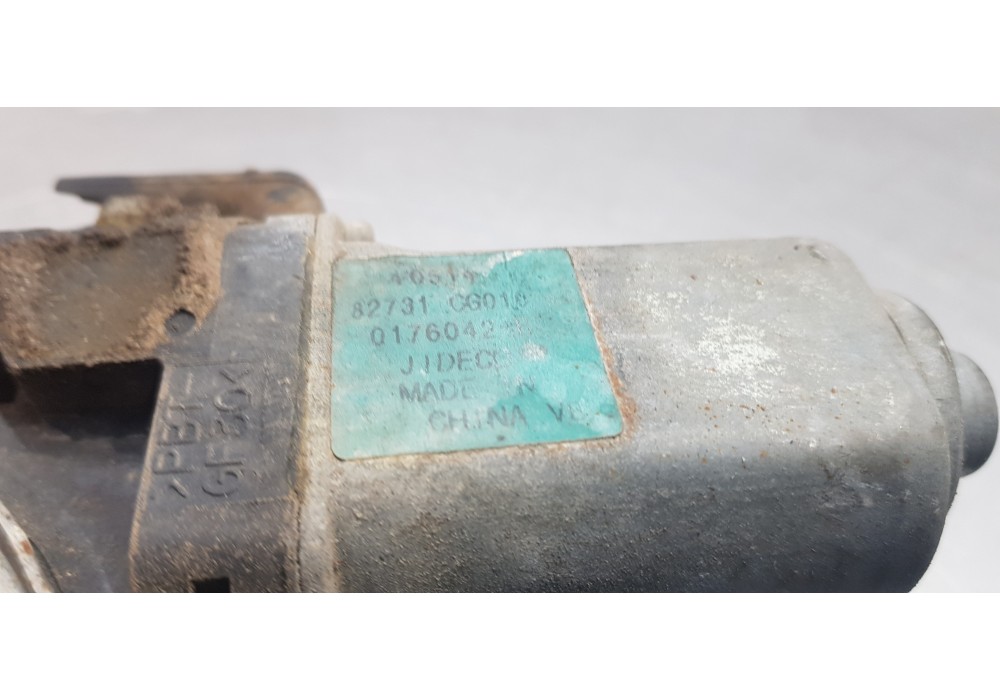 82731 CG010
0176042
JIDECO
MADE IN
CHINA
>PBT-
GF30<